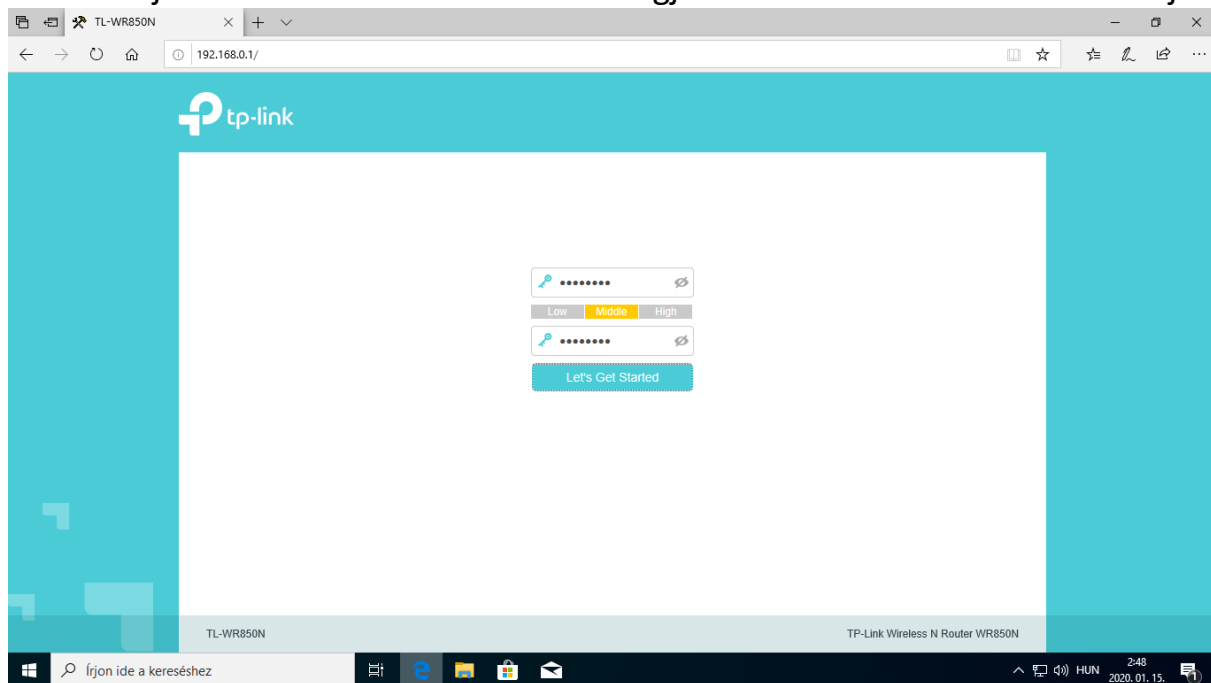 TL-WR850N
192.168.0.1/
tp-link
••••••••
Low Middle High
••••••••
Let's Get Started
TL-WR850N TP-Link Wireless N Router WR850N
Írjon ide a kereséshez
HUN 2:48
2020. 01. 15.
1